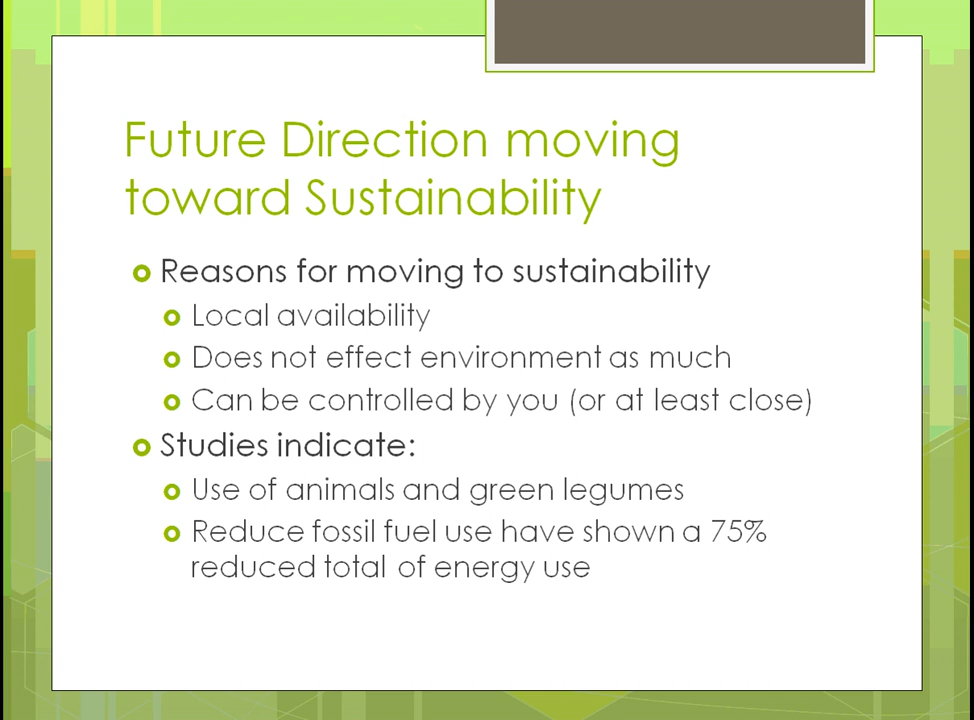 Future Direction moving
toward Sustainability
Reasons for moving to sustainability
Local availability
Does not effect environment as much
Can be controlled by you (or at least close)
Studies indicate:
Use of animals and green legumes
Reduce fossil fuel use have shown a 75%
reduced total of energy use